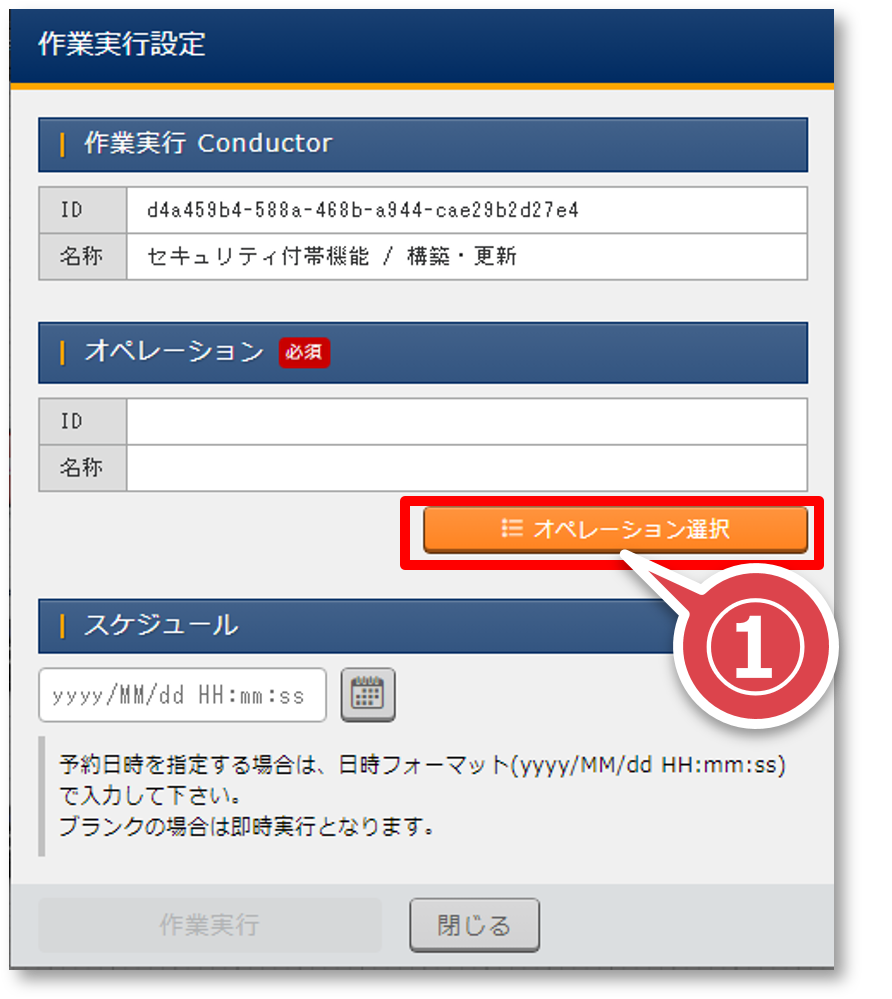 作業実行設定
作業実行 Conductor
ID d4a459b4-588a-468b-a944-cae29b2d27e4
名称 セキュリティ付帯機能 / 構築・更新
オペレーション 必須
ID
名称
オペレーション選択
①
スケジュール
yyyy/MM/dd HH:mm:ss
予約日時を指定する場合は、日時フォーマット(yyyy/MM/dd HH:mm:ss)
で入力して下さい。
ブランクの場合は即時実行となります。
作業実行 閉じる